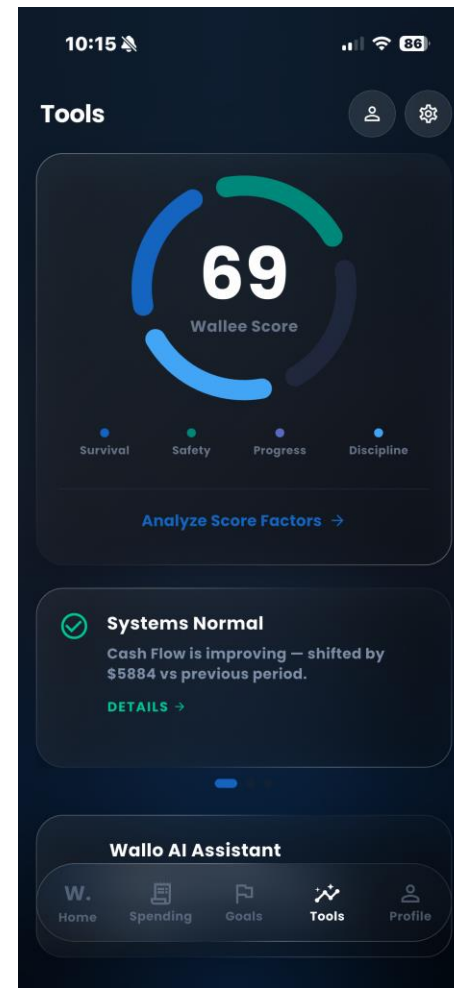 10:15
86
Tools
69
Wallee Score
Survival
Safety
Progress
Discipline
Analyze Score Factors →
Systems Normal
Cash Flow is improving — shifted by
$5884 vs previous period.
DETAILS →
Wallo AI Assistant
W.
Home
Spending
Goals
Tools
Profile